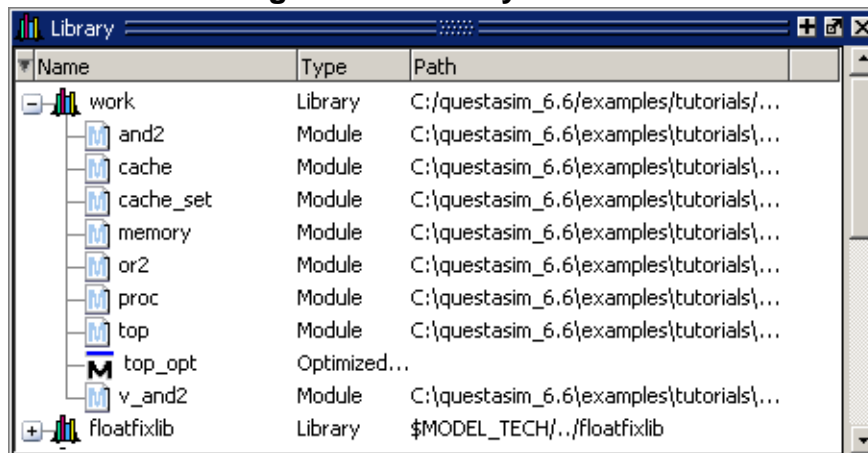 Library
Name Type Path
work Library C:/questasim_6.6/examples/tutorials/...
and2 Module C:\questasim_6.6\examples\tutorials\...
cache Module C:\questasim_6.6\examples\tutorials\...
cache_set Module C:\questasim_6.6\examples\tutorials\...
memory Module C:\questasim_6.6\examples\tutorials\...
or2 Module C:\questasim_6.6\examples\tutorials\...
proc Module C:\questasim_6.6\examples\tutorials\...
top Module C:\questasim_6.6\examples\tutorials\...
top_opt Optimized...
v_and2 Module C:\questasim_6.6\examples\tutorials\...
floatfixlib Library $MODEL_TECH/../floatfixlib